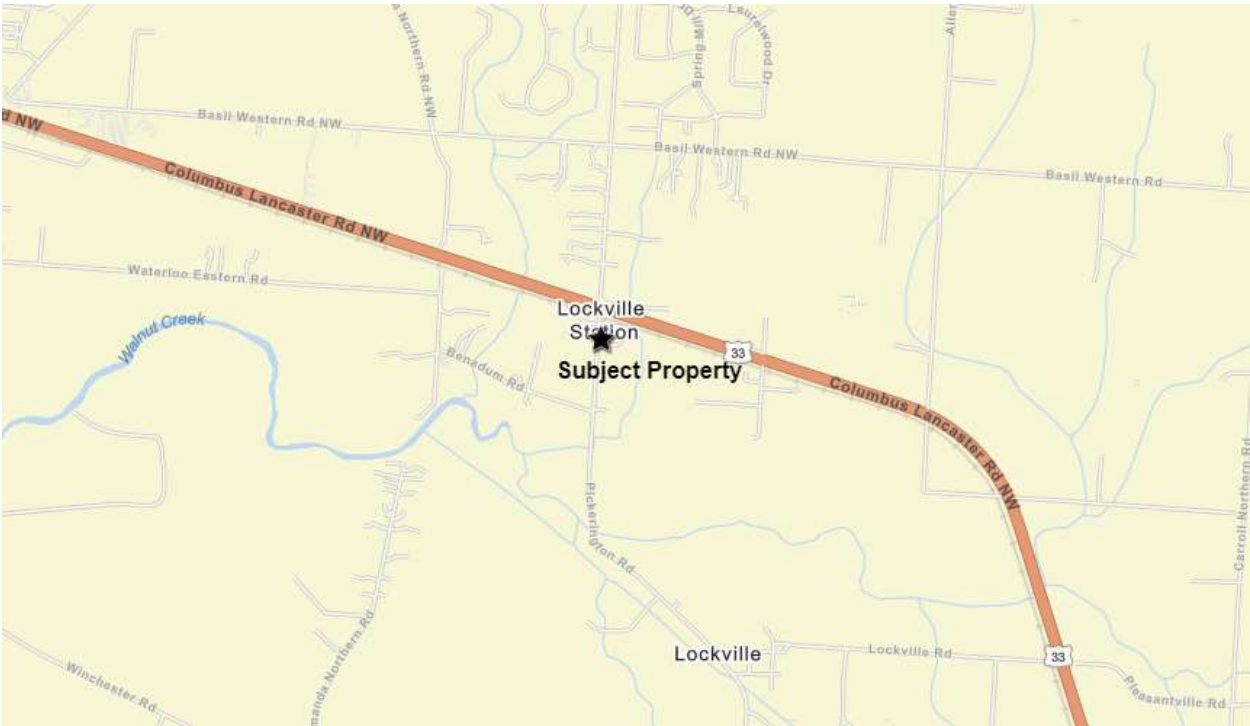 a Northern Rd NW
Spring Mill
Laurelwood Dr
Basil Western Rd NW
d NW
Basil Western Rd NW
Basil Western Rd
Columbus Lancaster Rd NW
Waterloo Eastern Rd
Walnut Creek
Lockville
Station
Subject Property
Benadum Rd
33
Columbus Lancaster Rd NW
Pickerington Rd
Carroll Northern Rd
Lockville
Lockville Rd
33
Pleasantville Rd
Winchester Rd
manda Northern Rd